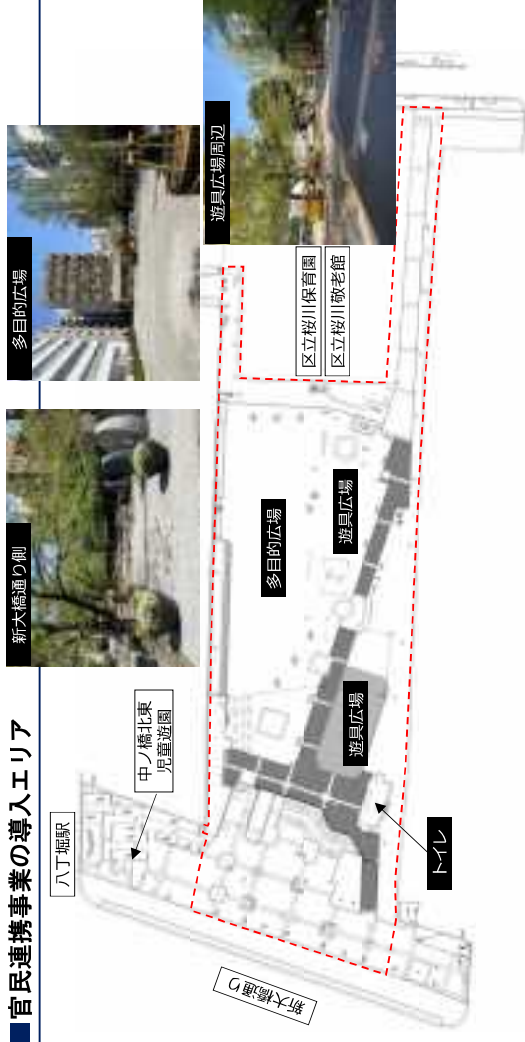 ■官民連携事業の導入エリア
新大橋通り側
多目的広場
遊具広場周辺
八丁堀駅
中ノ橋北東
児童遊園
区立桜川保育園
区立桜川敬老館
多目的広場
遊具広場
遊具広場
トイレ
新大橋通り